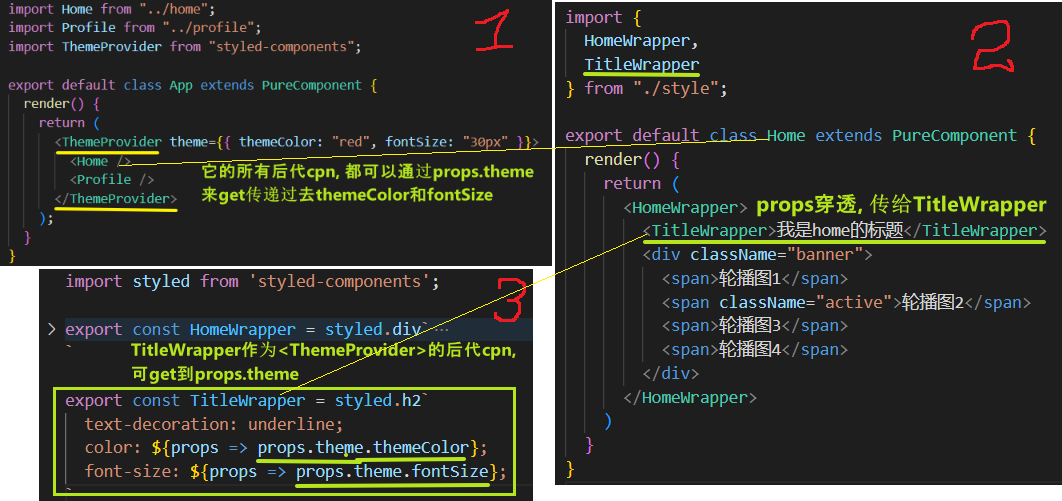 import Home from "../home";
import Profile from "../profile";
import ThemeProvider from "styled-components";
1
export default class App extends PureComponent {
render() {
return (
<ThemeProvider theme={{ themeColor: "red", fontSize: "30px" }}>
<Home />
<Profile />
</ThemeProvider>
);
}
}
它的所有后代cpn, 都可以通过props.theme
来get传递过去themeColor和fontSize
import {
HomeWrapper,
TitleWrapper
} from "./style";
2
export default class Home extends PureComponent {
render() {
return (
<HomeWrapper>
props穿透, 传给TitleWrapper
<TitleWrapper>我是home的标题</TitleWrapper>
<div className="banner">
<span>轮播图1</span>
<span className="active">轮播图2</span>
<span>轮播图3</span>
<span>轮播图4</span>
</div>
</HomeWrapper>
)
}
}
import styled from 'styled-components';
3
export const HomeWrapper = styled.div`…
`
TitleWrapper作为<ThemeProvider>的后代cpn,
可get到props.theme
export const TitleWrapper = styled.h2`
text-decoration: underline;
color: ${props => props.theme.themeColor};
font-size: ${props => props.theme.fontSize};
`